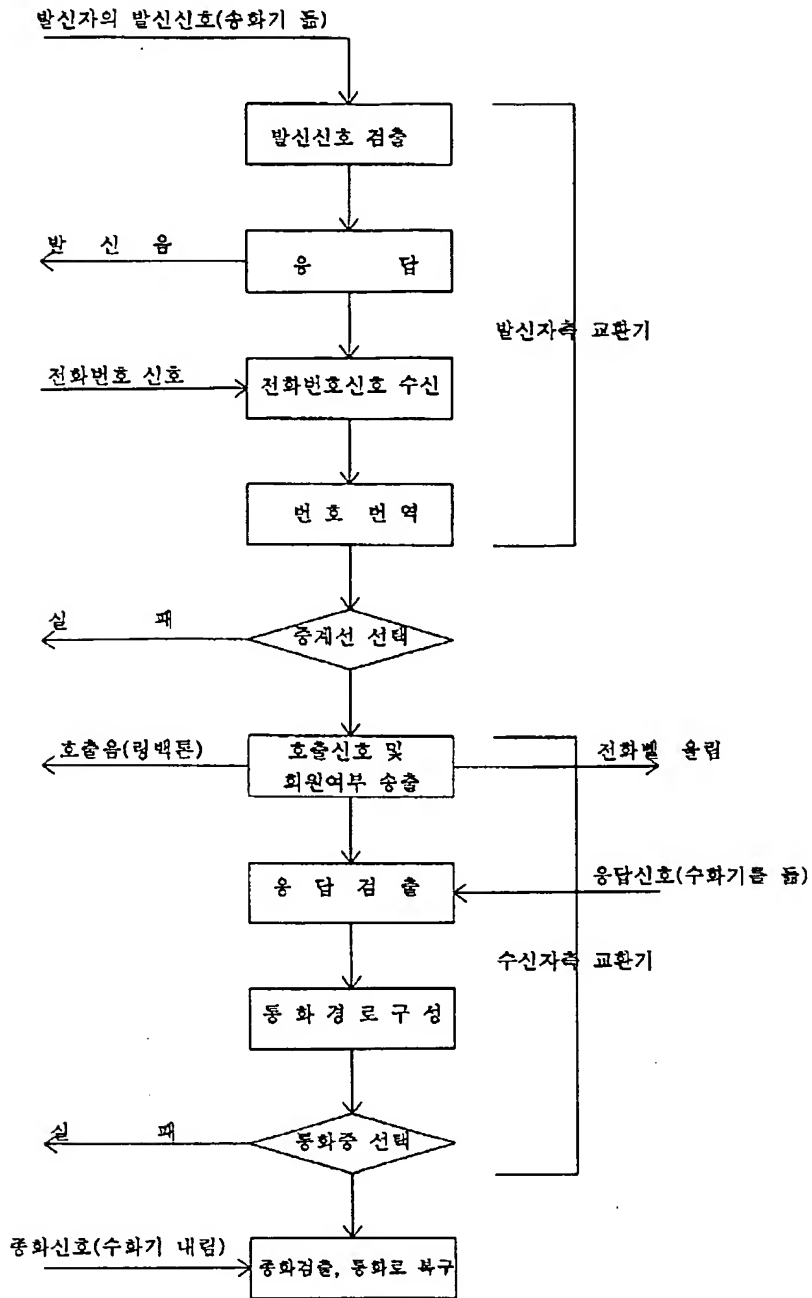 발신자의 발신신호(송화기 듦)
발신신호 검출
발 신 음
응 답
발신자측 교환기
전화번호 신호
전화번호신호 수신
번 호 번 역
실 패
중계선 선택
호출음(링백톤)
호출신호 및
회원여부 송출
전화벨 울림
응 답 검 출
응답신호(수화기를 듦)
수신자측 교환기
통 화 경 로 구 성
실 패
통화중 선택
종화신호(수화기 내림)
종화검출, 통화로 복구